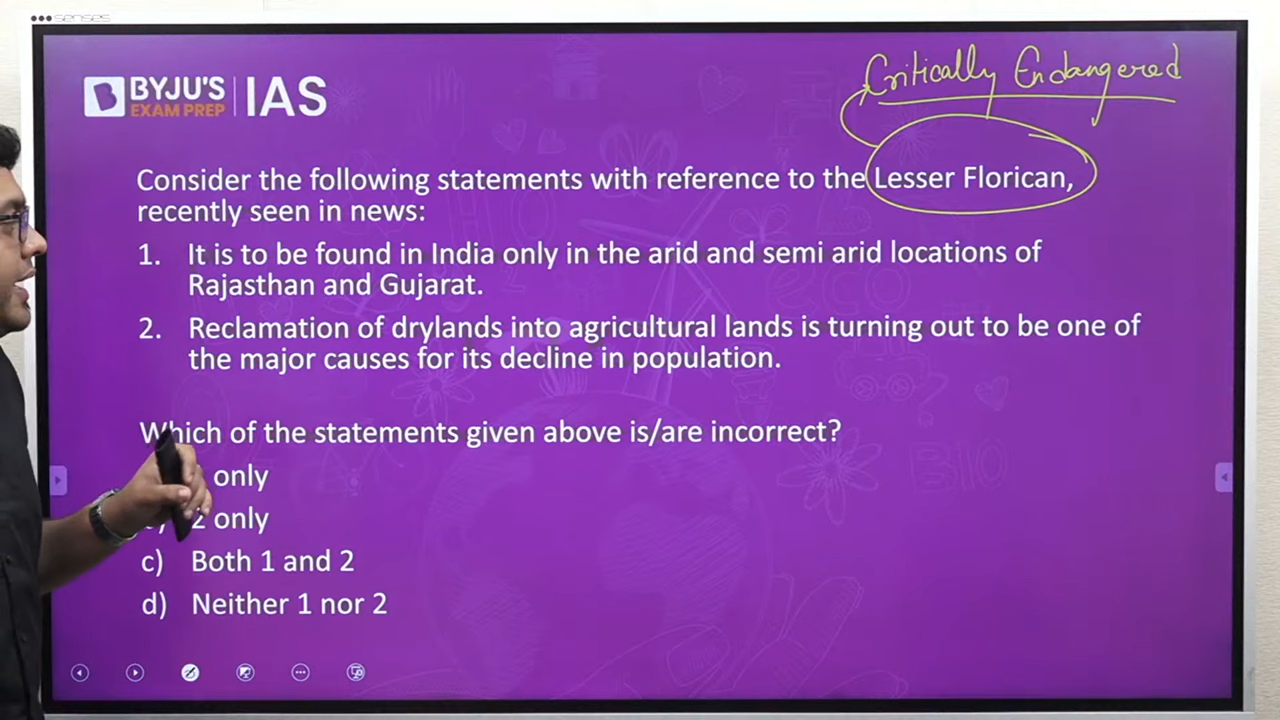 senses
BYJU'S
EXAM PREP
IAS
Critically Endangered
Consider the following statements with reference to the Lesser Florican,
recently seen in news:
1. It is to be found in India only in the arid and semi arid locations of
Rajasthan and Gujarat.
2. Reclamation of drylands into agricultural lands is turning out to be one of
the major causes for its decline in population.
Which of the statements given above is/are incorrect?
only
2 only
c) Both 1 and 2
d) Neither 1 nor 2